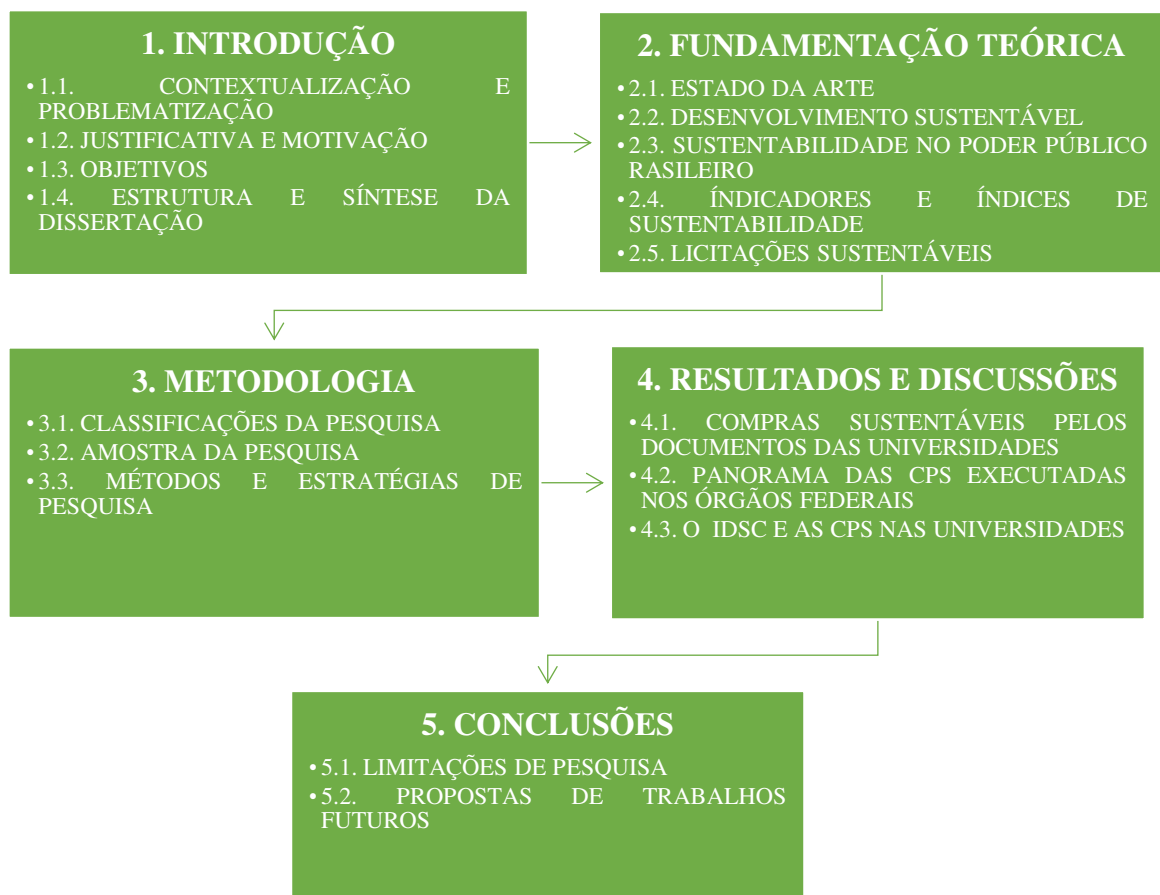 1. INTRODUÇÃO
•1.1. CONTEXTUALIZAÇÃO E
PROBLEMATIZAÇÃO
•1.2. JUSTIFICATIVA E MOTIVAÇÃO
•1.3. OBJETIVOS
•1.4. ESTRUTURA E SÍNTESE DA
DISSERTAÇÃO
2. FUNDAMENTAÇÃO TEÓRICA
•2.1. ESTADO DA ARTE
•2.2. DESENVOLVIMENTO SUSTENTÁVEL
•2.3. SUSTENTABILIDADE NO PODER PÚBLICO
RASILEIRO
•2.4. ÍNDICADORES E ÍNDICES DE
SUSTENTABILIDADE
•2.5. LICITAÇÕES SUSTENTÁVEIS
3. METODOLOGIA
•3.1. CLASSIFICAÇÕES DA PESQUISA
•3.2. AMOSTRA DA PESQUISA
•3.3. MÉTODOS E ESTRATÉGIAS DE
PESQUISA
4. RESULTADOS E DISCUSSÕES
•4.1. COMPRAS SUSTENTÁVEIS PELOS
DOCUMENTOS DAS UNIVERSIDADES
•4.2. PANORAMA DAS CPS EXECUTADAS
NOS ÓRGÃOS FEDERAIS
•4.3. O IDSC E AS CPS NAS UNIVERSIDADES
5. CONCLUSÕES
•5.1. LIMITAÇÕES DE PESQUISA
•5.2. PROPOSTAS DE TRABALHOS
FUTUROS